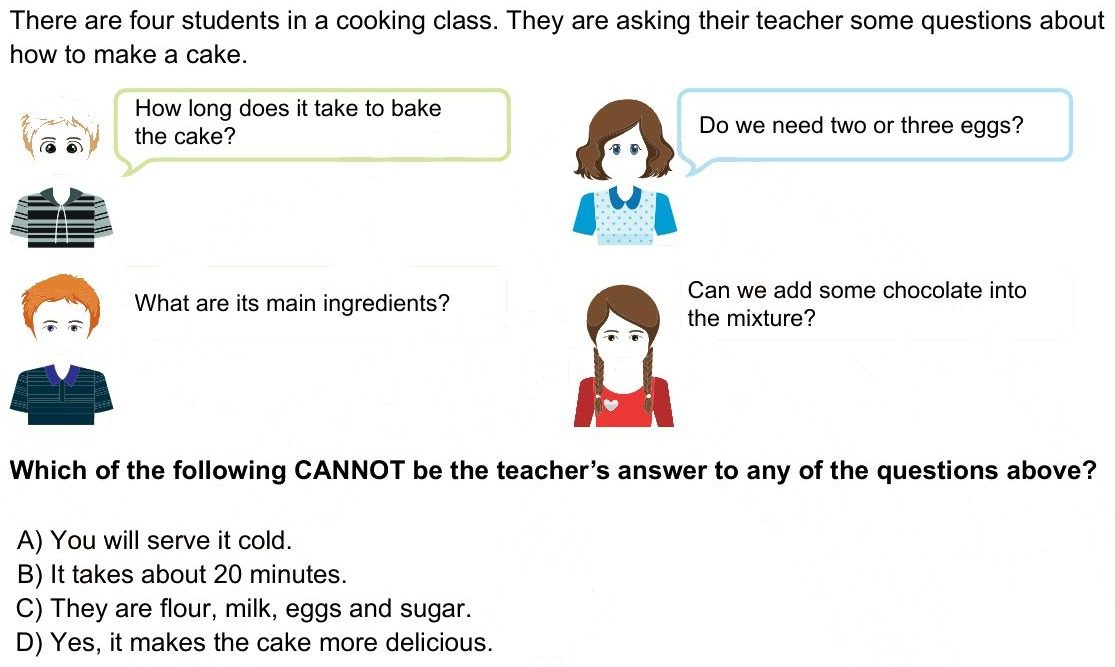 There are four students in a cooking class. They are asking their teacher some questions about
how to make a cake.
How long does it take to bake
the cake?
Do we need two or three eggs?
What are its main ingredients?
Can we add some chocolate into
the mixture?
Which of the following CANNOT be the teacher’s answer to any of the questions above?
A) You will serve it cold.
B) It takes about 20 minutes.
C) They are flour, milk, eggs and sugar.
D) Yes, it makes the cake more delicious.